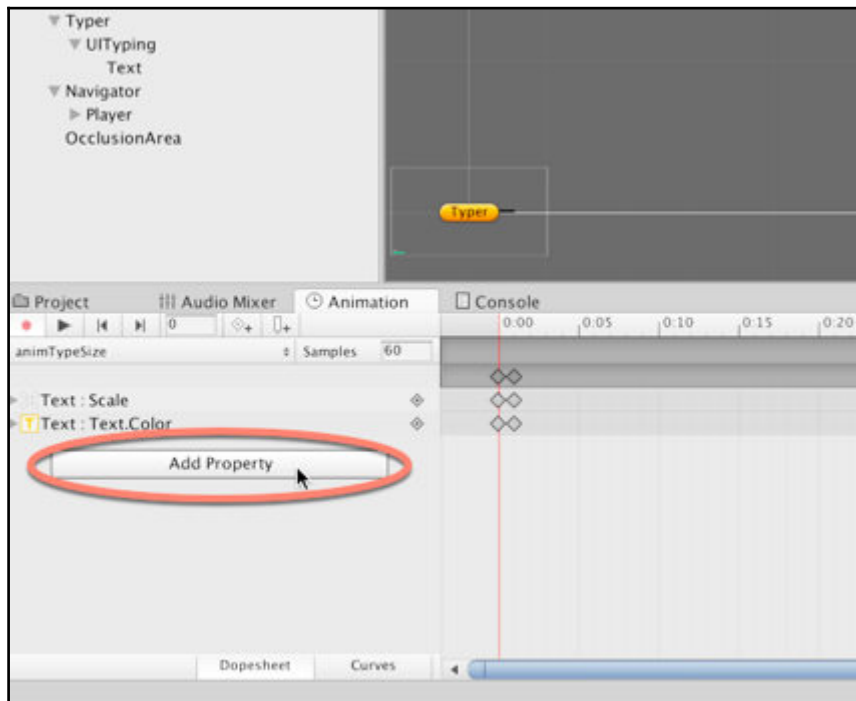 Typer
UITyping
Text
Navigator
Player
OcclusionArea
Typer
Project Audio Mixer Animation Console
0 0:00 0:05 0:10 0:15 0:20
animTypeSize Samples 60
Text : Scale
T Text : Text.Color
Add Property
Dopesheet Curves